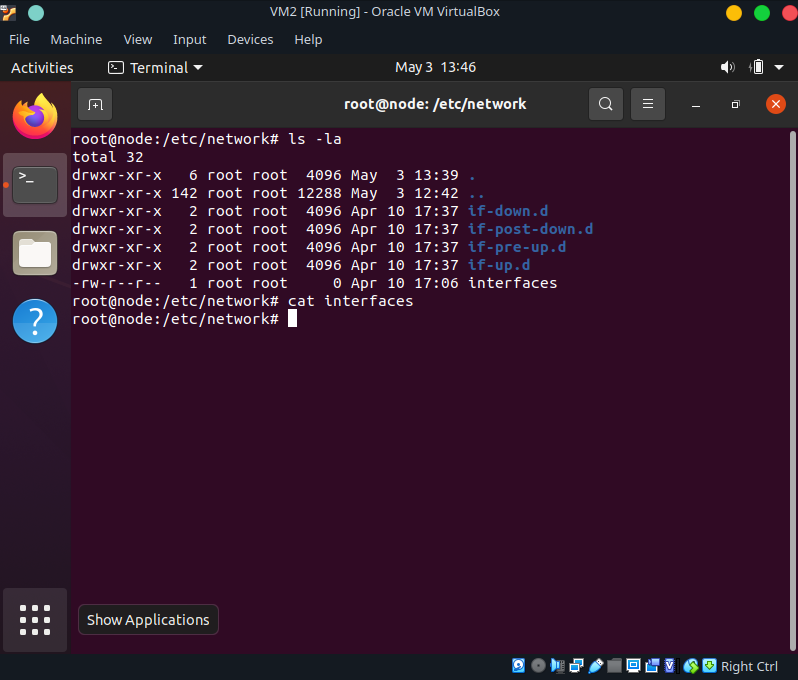 VM2 [Running] - Oracle VM VirtualBox
File Machine View Input Devices Help
Activities Terminal May 3 13:46
root@node: /etc/network
root@node:/etc/network# ls -la
total 32
drwxr-xr-x   6 root root  4096 May  3 13:39 .
drwxr-xr-x 142 root root 12288 May  3 12:42 ..
drwxr-xr-x   2 root root  4096 Apr 10 17:37 if-down.d
drwxr-xr-x   2 root root  4096 Apr 10 17:37 if-post-down.d
drwxr-xr-x   2 root root  4096 Apr 10 17:37 if-pre-up.d
drwxr-xr-x   2 root root  4096 Apr 10 17:37 if-up.d
-rw-r--r--   1 root root     0 Apr 10 17:06 interfaces
root@node:/etc/network# cat interfaces
root@node:/etc/network#
Show Applications
Right Ctrl